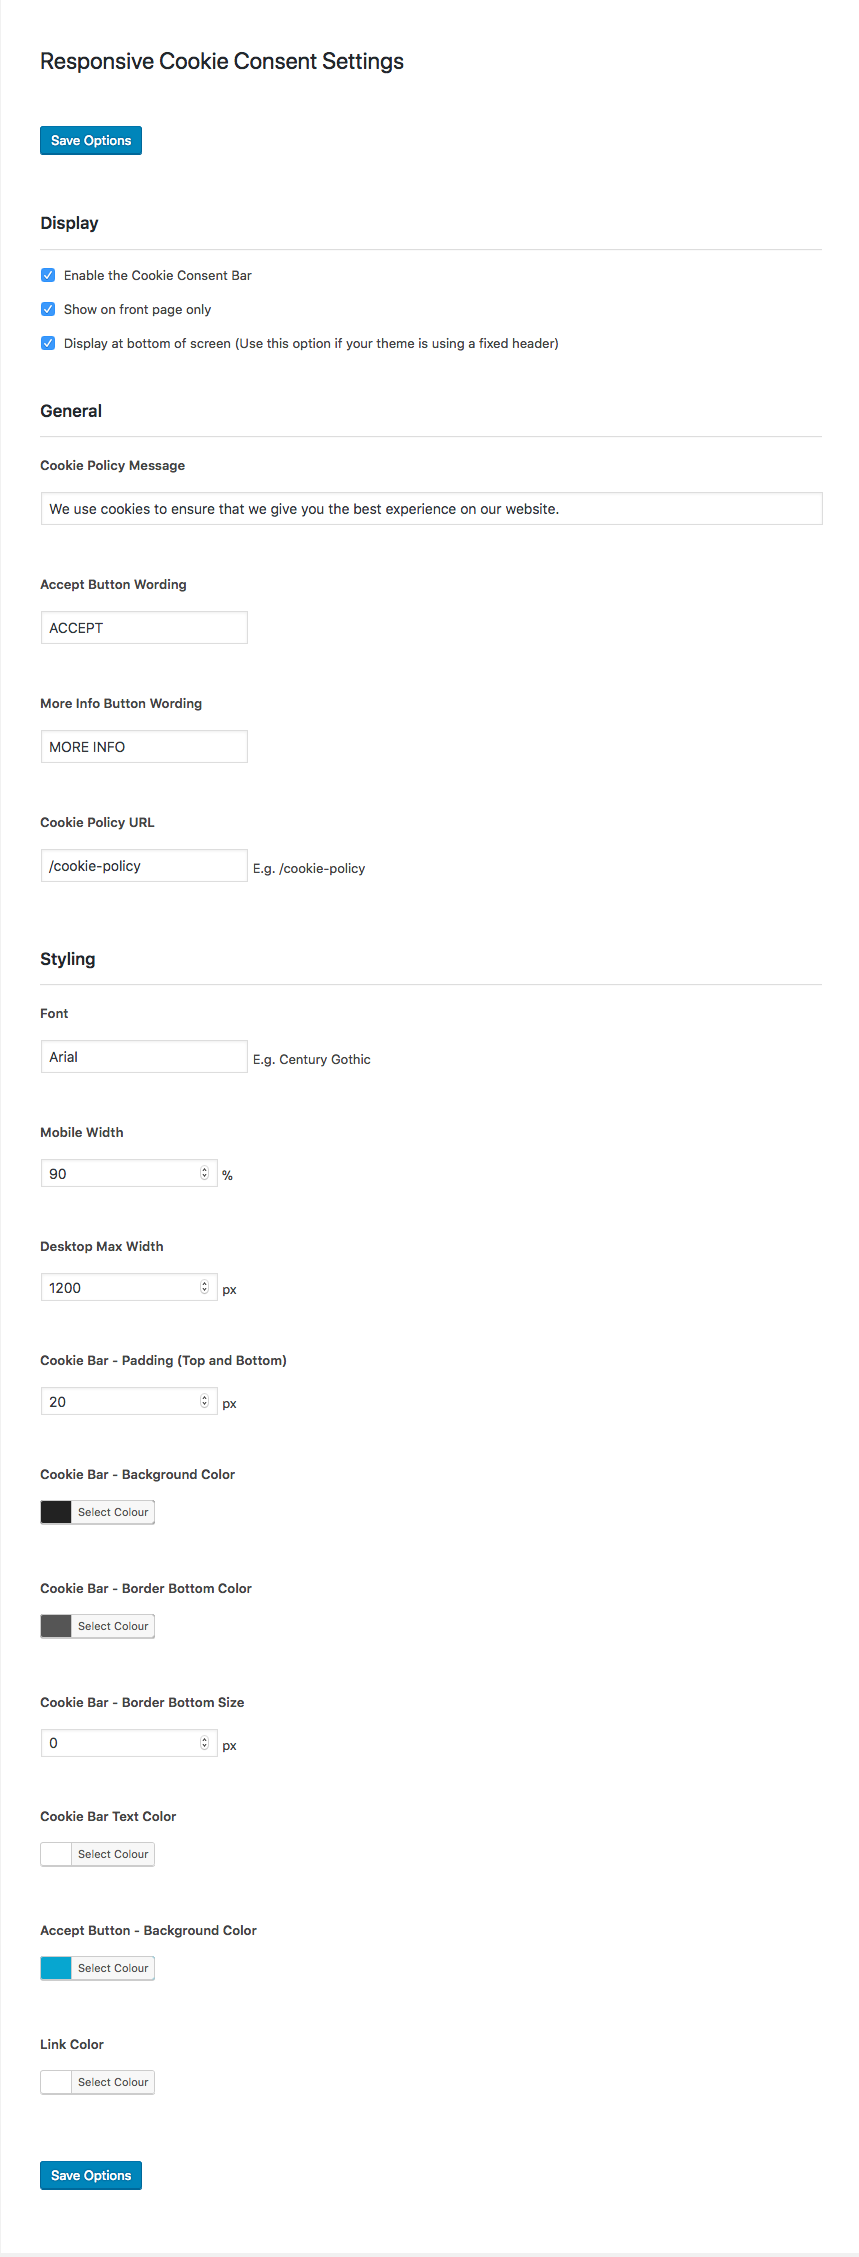 Responsive Cookie Consent Settings
Save Options
Display
Enable the Cookie Consent Bar
Show on front page only
Display at bottom of screen (Use this option if your theme is using a fixed header)
General
Cookie Policy Message
We use cookies to ensure that we give you the best experience on our website.
Accept Button Wording
ACCEPT
More Info Button Wording
MORE INFO
Cookie Policy URL
/cookie-policy E.g. /cookie-policy
Styling
Font
Arial E.g. Century Gothic
Mobile Width
90 %
Desktop Max Width
1200 px
Cookie Bar - Padding (Top and Bottom)
20 px
Cookie Bar - Background Color
Select Colour
Cookie Bar - Border Bottom Color
Select Colour
Cookie Bar - Border Bottom Size
0 px
Cookie Bar Text Color
Select Colour
Accept Button - Background Color
Select Colour
Link Color
Select Colour
Save Options